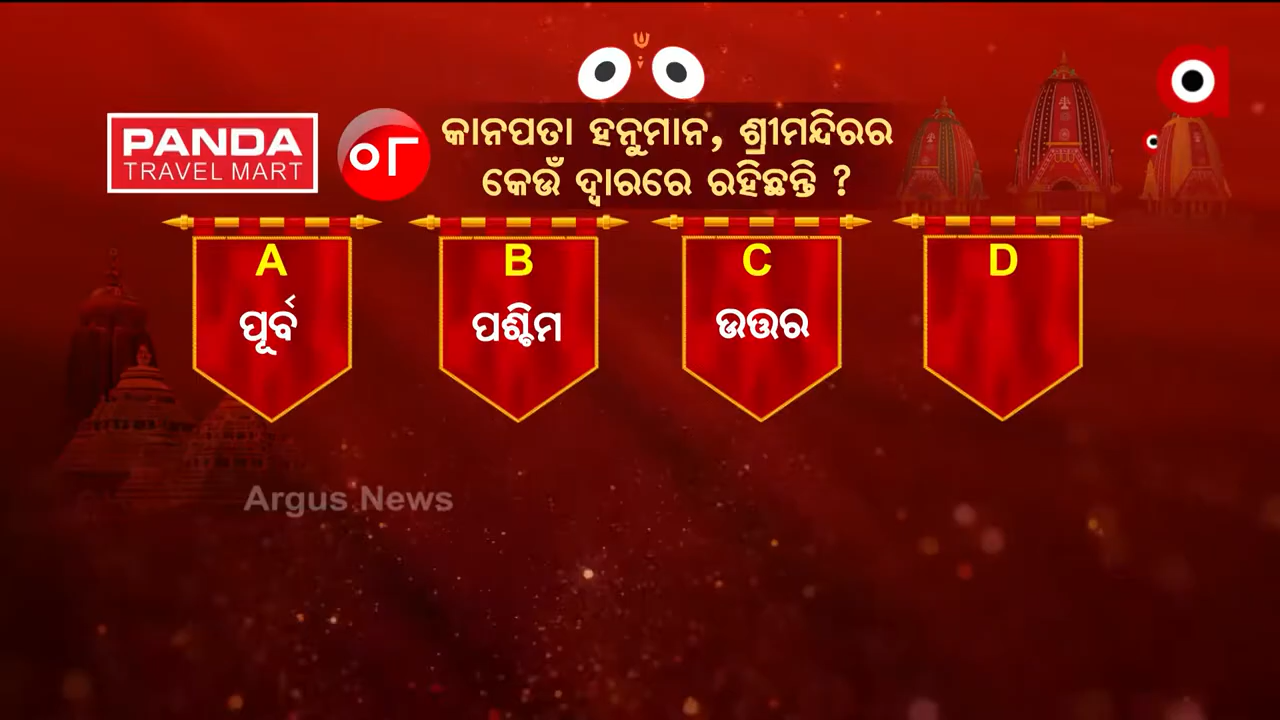 PANDA
TRAVEL MART
୦୮
କାନପତା ହନୁମାନ, ଶ୍ରୀମନ୍ଦିରର
କେଉଁ ଦ୍ୱାରରେ ରହିଛନ୍ତି ?
A
ପୂର୍ବ
B
ପଶ୍ଚିମ
C
ଉତ୍ତର
D
Argus News